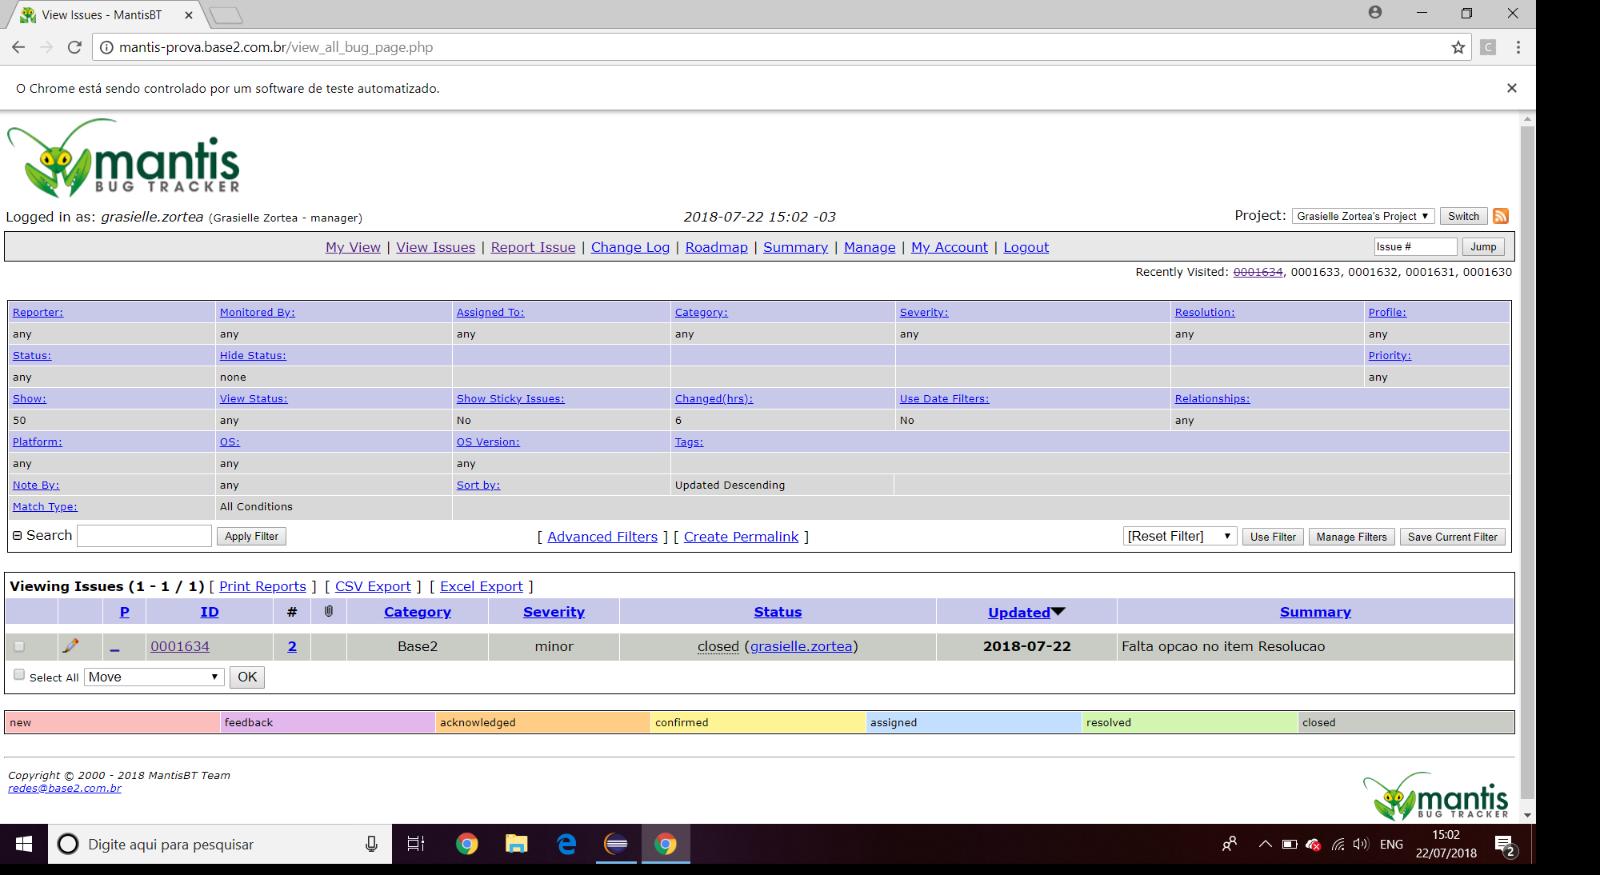 View Issues - MantisBT
mantis-prova.base2.com.br/view_all_bug_page.php
O Chrome está sendo controlado por um software de teste automatizado.
mantis
BUG TRACKER
Logged in as: grasielle.zortea (Grasielle Zortea - manager) 2018-07-22 15:02 -03 Project: Grasielle Zortea's Project Switch
My View | View Issues | Report Issue | Change Log | Roadmap | Summary | Manage | My Account | Logout Issue # Jump
Recently Visited: 0001634, 0001633, 0001632, 0001631, 0001630
Reporter: Monitored By: Assigned To: Category: Severity: Resolution: Profile:
any any any any any any any
Status: Hide Status: Priority:
any none any
Show: View Status: Show Sticky Issues: Changed(hrs): Use Date Filters: Relationships:
50 any No 6 No any
Platform: OS: OS Version: Tags:
any any any
Note By: any Sort by: Updated Descending
Match Type: All Conditions
Search Apply Filter [ Advanced Filters ] [ Create Permalink ] [Reset Filter] Use Filter Manage Filters Save Current Filter
Viewing Issues (1 - 1 / 1) [ Print Reports ] [ CSV Export ] [ Excel Export ]
P ID # Category Severity Status Updated Summary
0001634 2 Base2 minor closed (grasielle.zortea) 2018-07-22 Falta opcao no item Resolucao
Select All Move OK
new feedback acknowledged confirmed assigned resolved closed
Copyright © 2000 - 2018 MantisBT Team
redes@base2.com.br
mantis
BUG TRACKER
Digite aqui para pesquisar ENG 15:02
22/07/2018 2